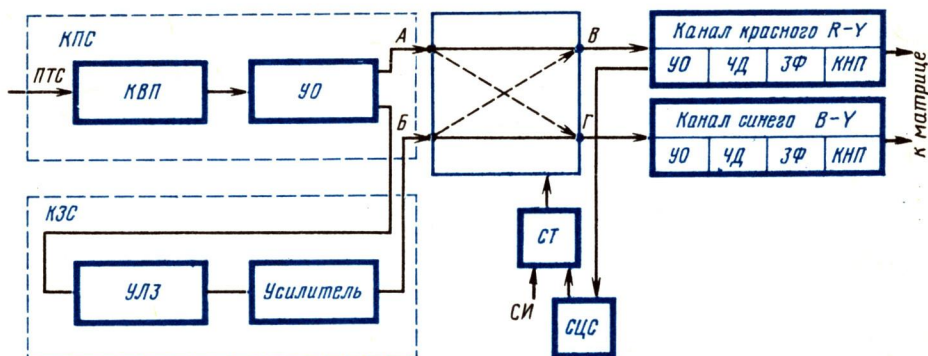 КПС
ПТС
КВП
УО
А
Б
В
Г
Канал красного R-Y
УО ЧД ЗФ КНП
Канал синего B-Y
УО ЧД ЗФ КНП
к матрице
КЗС
УЛЗ
Усилитель
СТ
СИ
СЦС